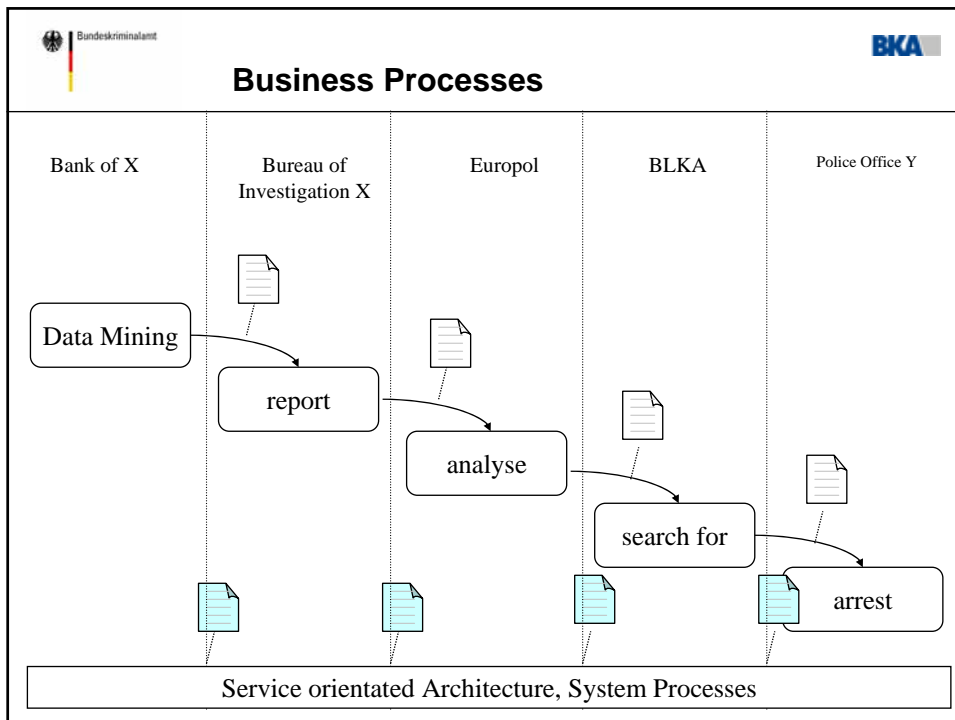 Bundeskriminalamt
BKA
Business Processes
Bank of X
Bureau of
Investigation X
Europol
BLKA
Police Office Y
Data Mining
report
analyse
search for
arrest
Service orientated Architecture, System Processes